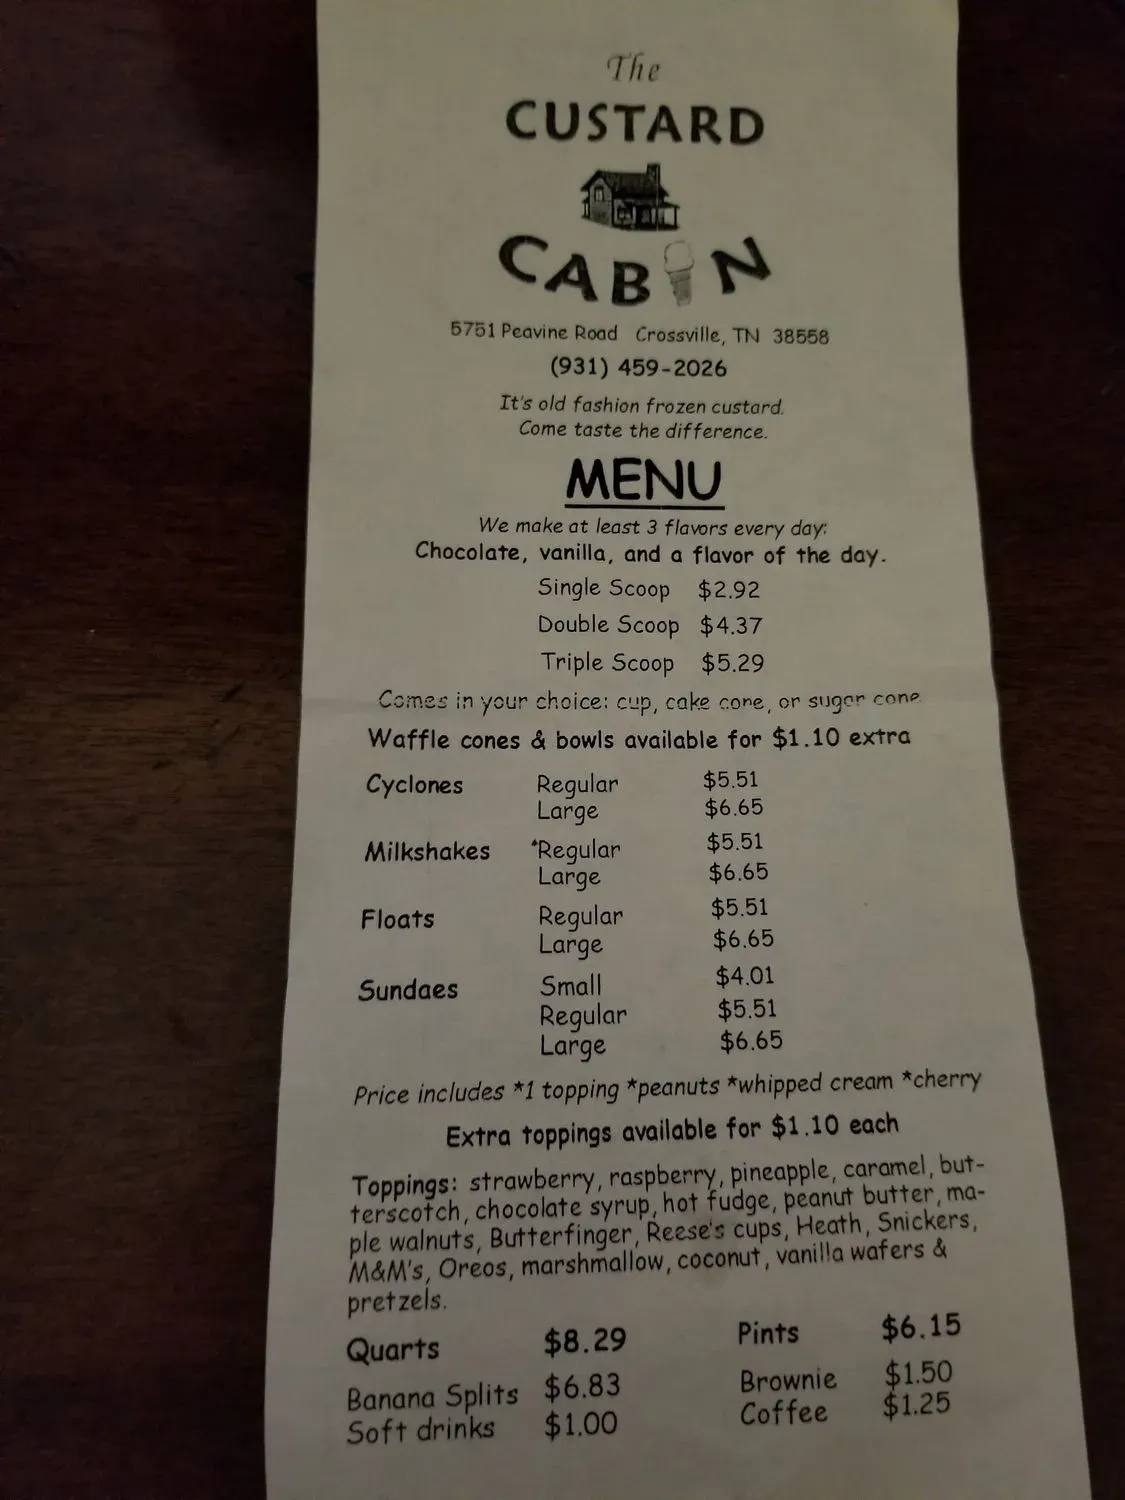 The
CUSTARD
CABIN
5751 Peavine Road Crossville, TN 38558
(931) 459-2026
It's old fashion frozen custard.
Come taste the difference.
MENU
We make at least 3 flavors every day:
Chocolate, vanilla, and a flavor of the day.
Single Scoop $2.92
Double Scoop $4.37
Triple Scoop $5.29
Comes in your choice: cup, cake cone, or sugar cone.
Waffle cones & bowls available for $1.10 extra
Cyclones Regular $5.51
Large $6.65
Milkshakes *Regular $5.51
Large $6.65
Floats Regular $5.51
Large $6.65
Sundaes Small $4.01
Regular $5.51
Large $6.65
Price includes *1 topping *peanuts *whipped cream *cherry
Extra toppings available for $1.10 each
Toppings: strawberry, raspberry, pineapple, caramel, but-
terscotch, chocolate syrup, hot fudge, peanut butter, ma-
ple walnuts, Butterfinger, Reese's cups, Heath, Snickers,
M&M's, Oreos, marshmallow, coconut, vanilla wafers &
pretzels.
Quarts $8.29 Pints $6.15
Banana Splits $6.83 Brownie $1.50
Soft drinks $1.00 Coffee $1.25